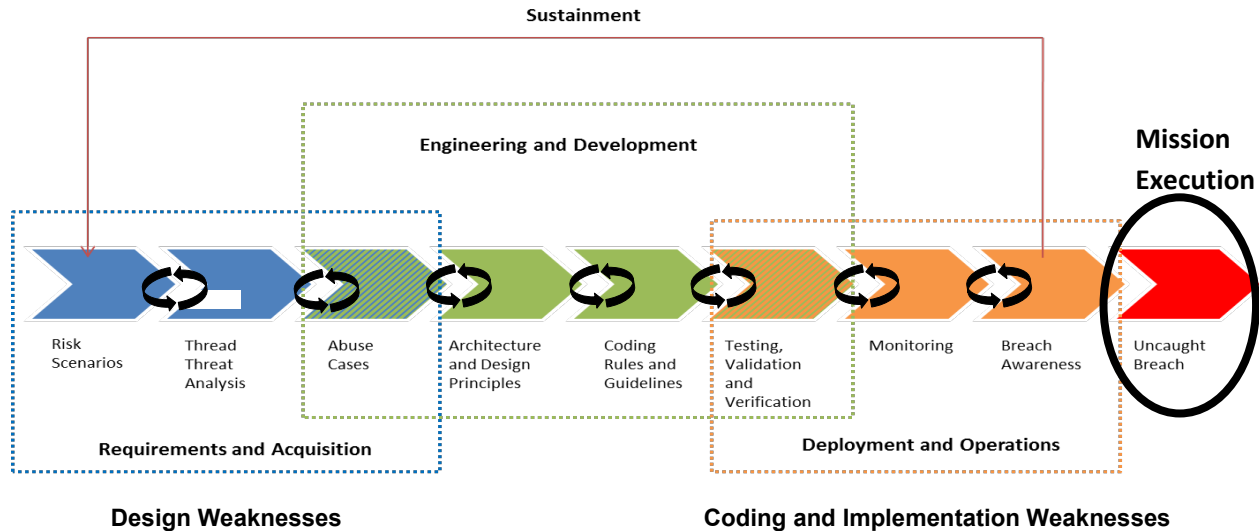 Sustainment
Engineering and Development
Mission
Execution
Risk
Scenarios
Thread
Threat
Analysis
Abuse
Cases
Architecture
and Design
Principles
Coding
Rules and
Guidelines
Testing,
Validation
and
Verification
Monitoring
Breach
Awareness
Uncaught
Breach
Requirements and Acquisition
Deployment and Operations
Design Weaknesses
Coding and Implementation Weaknesses